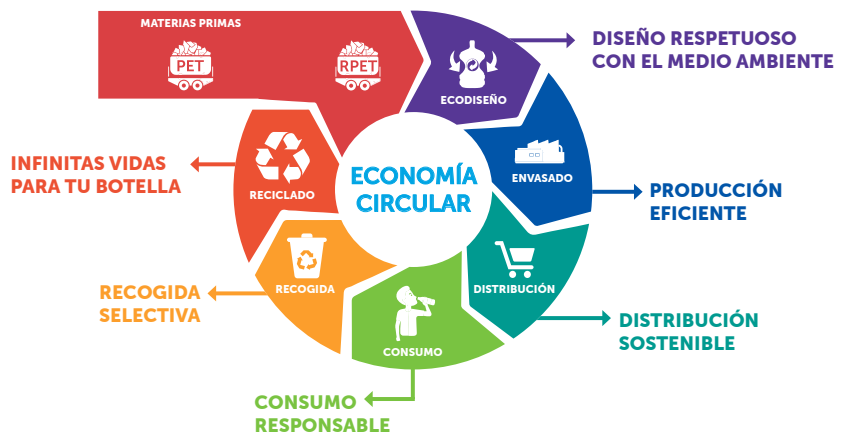 MATERIAS PRIMAS
PET
RPET
ECODISEÑO
DISEÑO RESPETUOSO
CON EL MEDIO AMBIENTE
ENVASADO
PRODUCCIÓN
EFICIENTE
DISTRIBUCIÓN
DISTRIBUCIÓN
SOSTENIBLE
CONSUMO
CONSUMO
RESPONSABLE
RECOGIDA
RECOGIDA
SELECTIVA
RECICLADO
INFINITAS VIDAS
PARA TU BOTELLA
ECONOMÍA
CIRCULAR